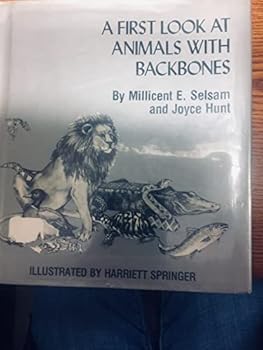 A FIRST LOOK AT
ANIMALS WITH
BACKBONES
By Millicent E. Selsam
and Joyce Hunt
ILLUSTRATED BY HARRIETT SPRINGER